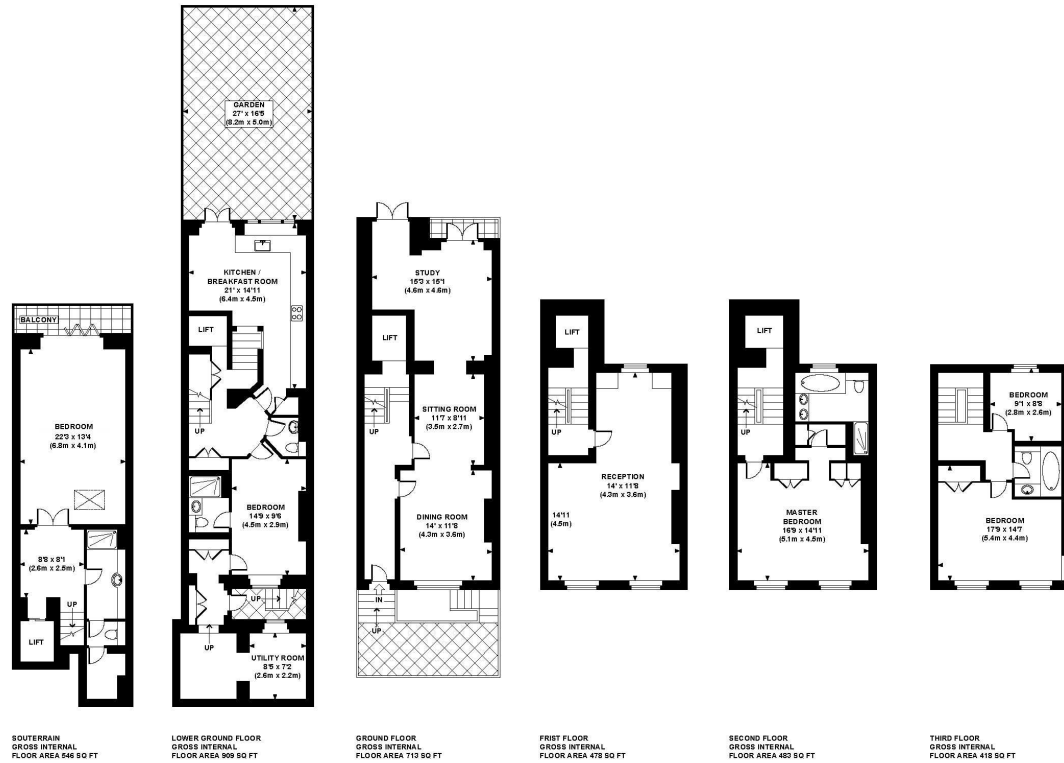 BALCONY
BEDROOM
22'3 x 13'4
(6.8m x 4.1m)
8'8 x 8'1
(2.6m x 2.5m)
UP
LIFT
SOUTERRAIN
GROSS INTERNAL
FLOOR AREA 546 SQ FT
GARDEN
27' x 16'5
(8.2m x 5.0m)
KITCHEN /
BREAKFAST ROOM
21' x 14'11
(6.4m x 4.5m)
LIFT
UP
BEDROOM
14'9 x 9'6
(4.5m x 2.9m)
UP
UP
UTILITY ROOM
8'5 x 7'2
(2.6m x 2.2m)
LOWER GROUND FLOOR
GROSS INTERNAL
FLOOR AREA 909 SQ FT
STUDY
15'3 x 15'1
(4.6m x 4.6m)
LIFT
SITTING ROOM
11'7 x 8'11
(3.5m x 2.7m)
UP
DINING ROOM
14' x 11'8
(4.3m x 3.6m)
IN
UP
GROUND FLOOR
GROSS INTERNAL
FLOOR AREA 713 SQ FT
LIFT
UP
RECEPTION
14' x 11'8
(4.3m x 3.6m)
14'11
(4.5m)
FRIST FLOOR
GROSS INTERNAL
FLOOR AREA 478 SQ FT
LIFT
UP
MASTER
BEDROOM
16'9 x 14'11
(5.1m x 4.5m)
SECOND FLOOR
GROSS INTERNAL
FLOOR AREA 483 SQ FT
BEDROOM
9'1 x 8'8
(2.8m x 2.6m)
BEDROOM
17'9 x 14'7
(5.4m x 4.4m)
THIRD FLOOR
GROSS INTERNAL
FLOOR AREA 418 SQ FT